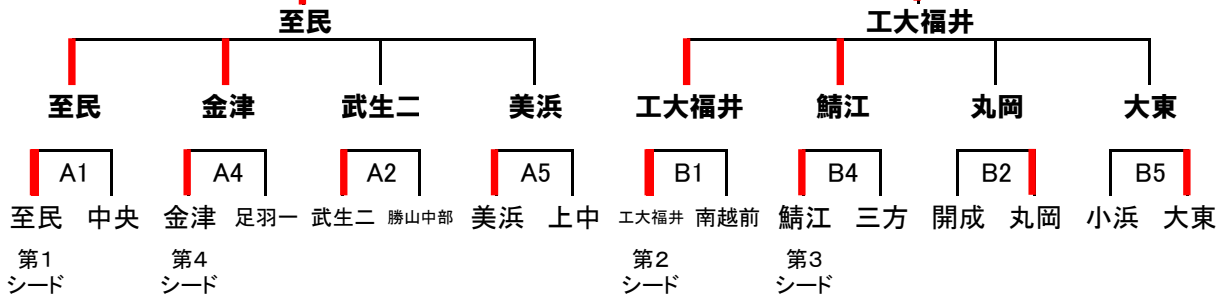 至民 工大福井
至民 金津 武生二 美浜 工大福井 鯖江 丸岡 大東
A1 A4 A2 A5 B1 B4 B2 B5
至民 中央 金津 足羽一 武生二 勝山中部 美浜 上中 工大福井 南越前 鯖江 三方 開成 丸岡 小浜 大東
第1 第4 第2 第3
シード シード シード シード